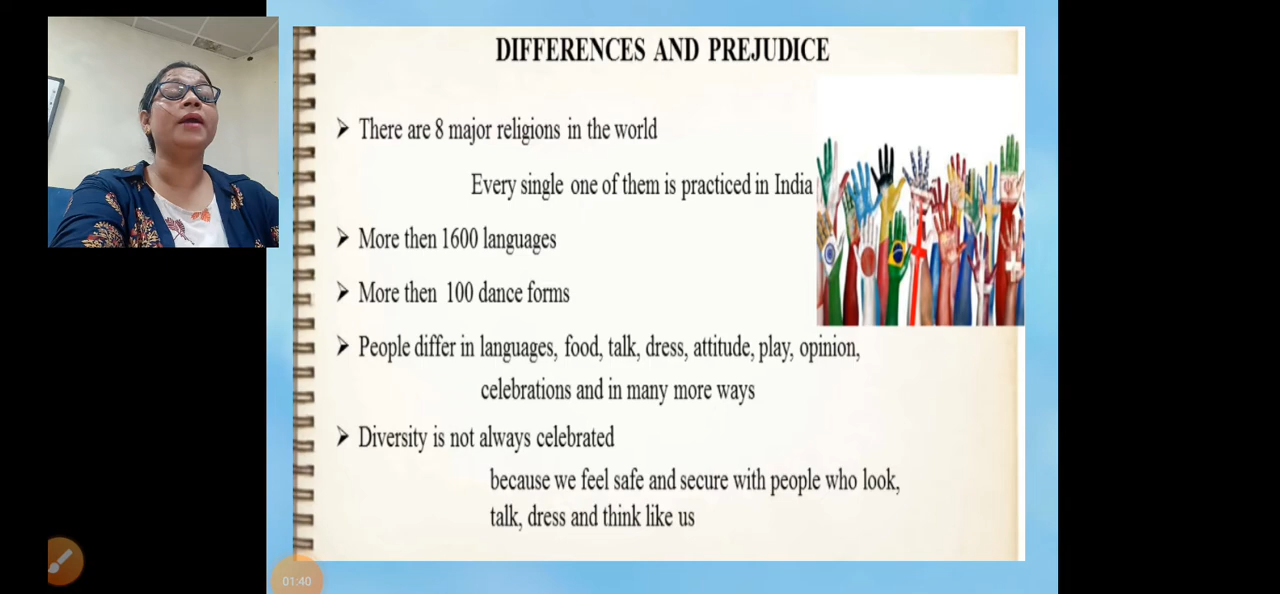 DIFFERENCES AND PREJUDICE
There are 8 major religions in the world
Every single one of them is practiced in India
More then 1600 languages
More then 100 dance forms
People differ in languages, food, talk, dress, attitude, play, opinion,
celebrations and in many more ways
Diversity is not always celebrated
because we feel safe and secure with people who look,
talk, dress and think like us
01:40